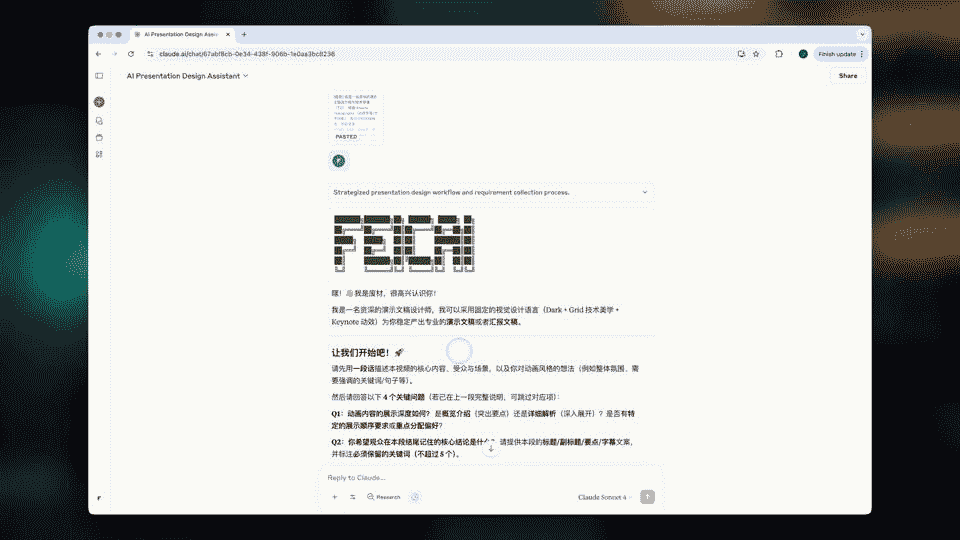 AI Presentation Design Assistant
Finish update
claude.ai/chat/67abf8cb-0e34-438f-906b-1e0aa3bc8236
AI Presentation Design Assistant
Share
PASTED
Strategized presentation design workflow and requirement collection process.
FEICAI
嘿！我是废材，很高兴认识你！
我是一名资深的演示文稿设计师，我可以采用固定的视觉设计语言（Dark + Grid 技术美学 +
Keynote 动效）为你稳定产出专业的演示文稿或者汇报文稿。
让我们开始吧！🚀
请先用一段话描述本视频的核心内容、受众与场景，以及你对动画风格的想法（例如整体氛围、需
要强调的关键词/句子等）。
然后请回答以下 4 个关键问题（若已在上一段完整说明，可跳过对应项）：
Q1：动画内容的展示深度如何？是概览介绍（突出要点）还是详细解析（深入展开）？是否有特
定的展示顺序要求或重点分配偏好？
Q2：你希望观众在本段结尾记住的核心结论是什么？请提供本段的标题/副标题/要点/字幕文案，
并标注必须保留的关键词（不超过 5 个）。
Reply to Claude...
Research
Claude Sonnet 4